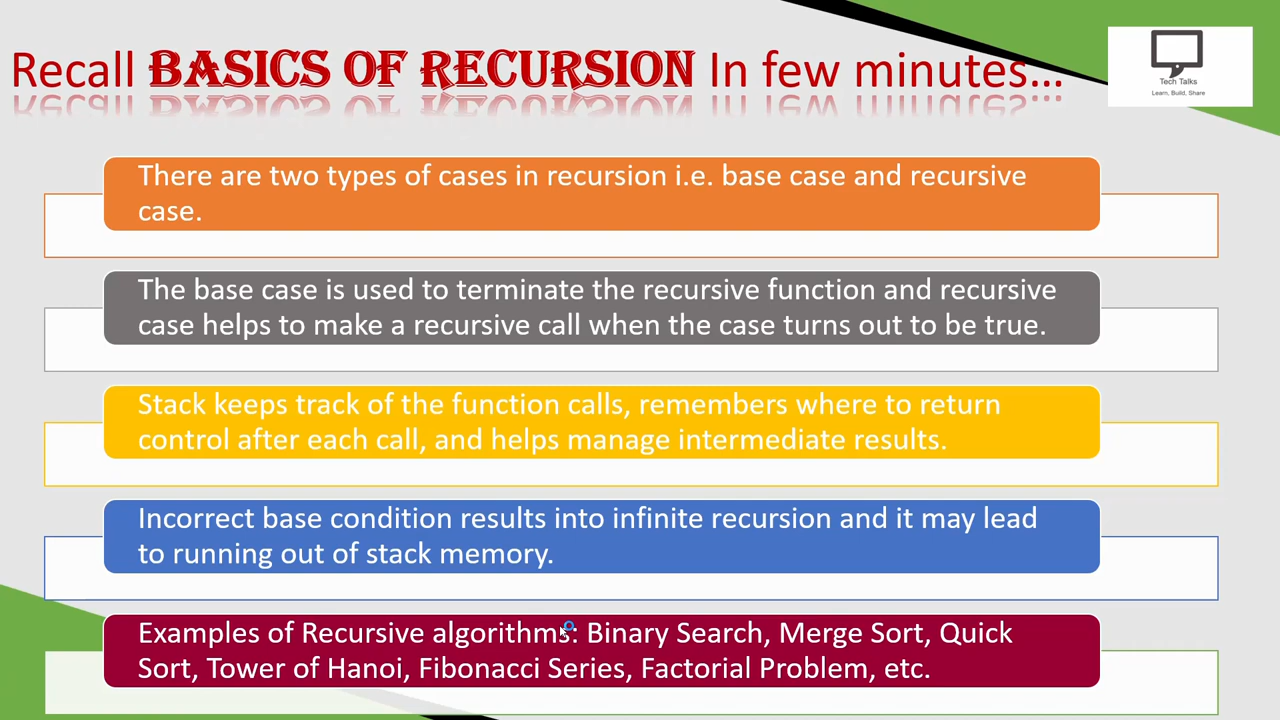 Recall BASICS OF RECURSION In few minutes...
Tech Talks
Learn, Build, Share
There are two types of cases in recursion i.e. base case and recursive
case.
The base case is used to terminate the recursive function and recursive
case helps to make a recursive call when the case turns out to be true.
Stack keeps track of the function calls, remembers where to return
control after each call, and helps manage intermediate results.
Incorrect base condition results into infinite recursion and it may lead
to running out of stack memory.
Examples of Recursive algorithms: Binary Search, Merge Sort, Quick
Sort, Tower of Hanoi, Fibonacci Series, Factorial Problem, etc.